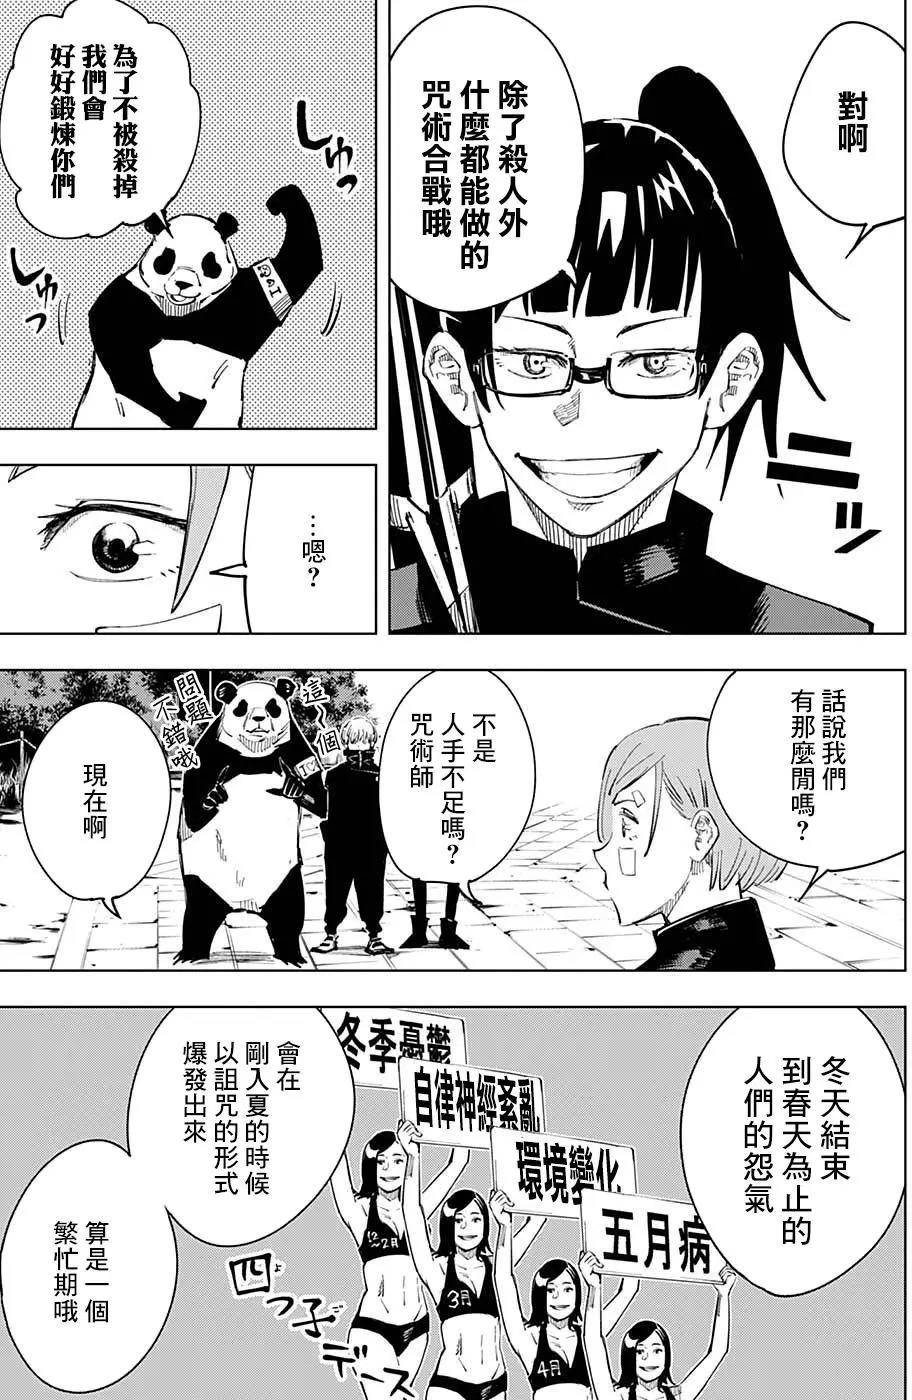 對啊
除了殺人外
什麼都能做的
咒術合戰哦
為了不被殺掉
我們會
好好鍛煉你們
しゅっ
しゅっ
…嗯?
話說我們
有那麼閒嗎?
不是
人手不足嗎?
咒術師
這～個
問題
不錯哦
現在啊
冬天結束
到春天為止的
人們的怨氣
冬季憂鬱
自律神經紊亂
環境變化
五月病
12
～2月
3月
4月
四つ子デース
よ
會在
剛入夏的時候
以詛咒的形式
爆發出來
算是一個
繁忙期哦